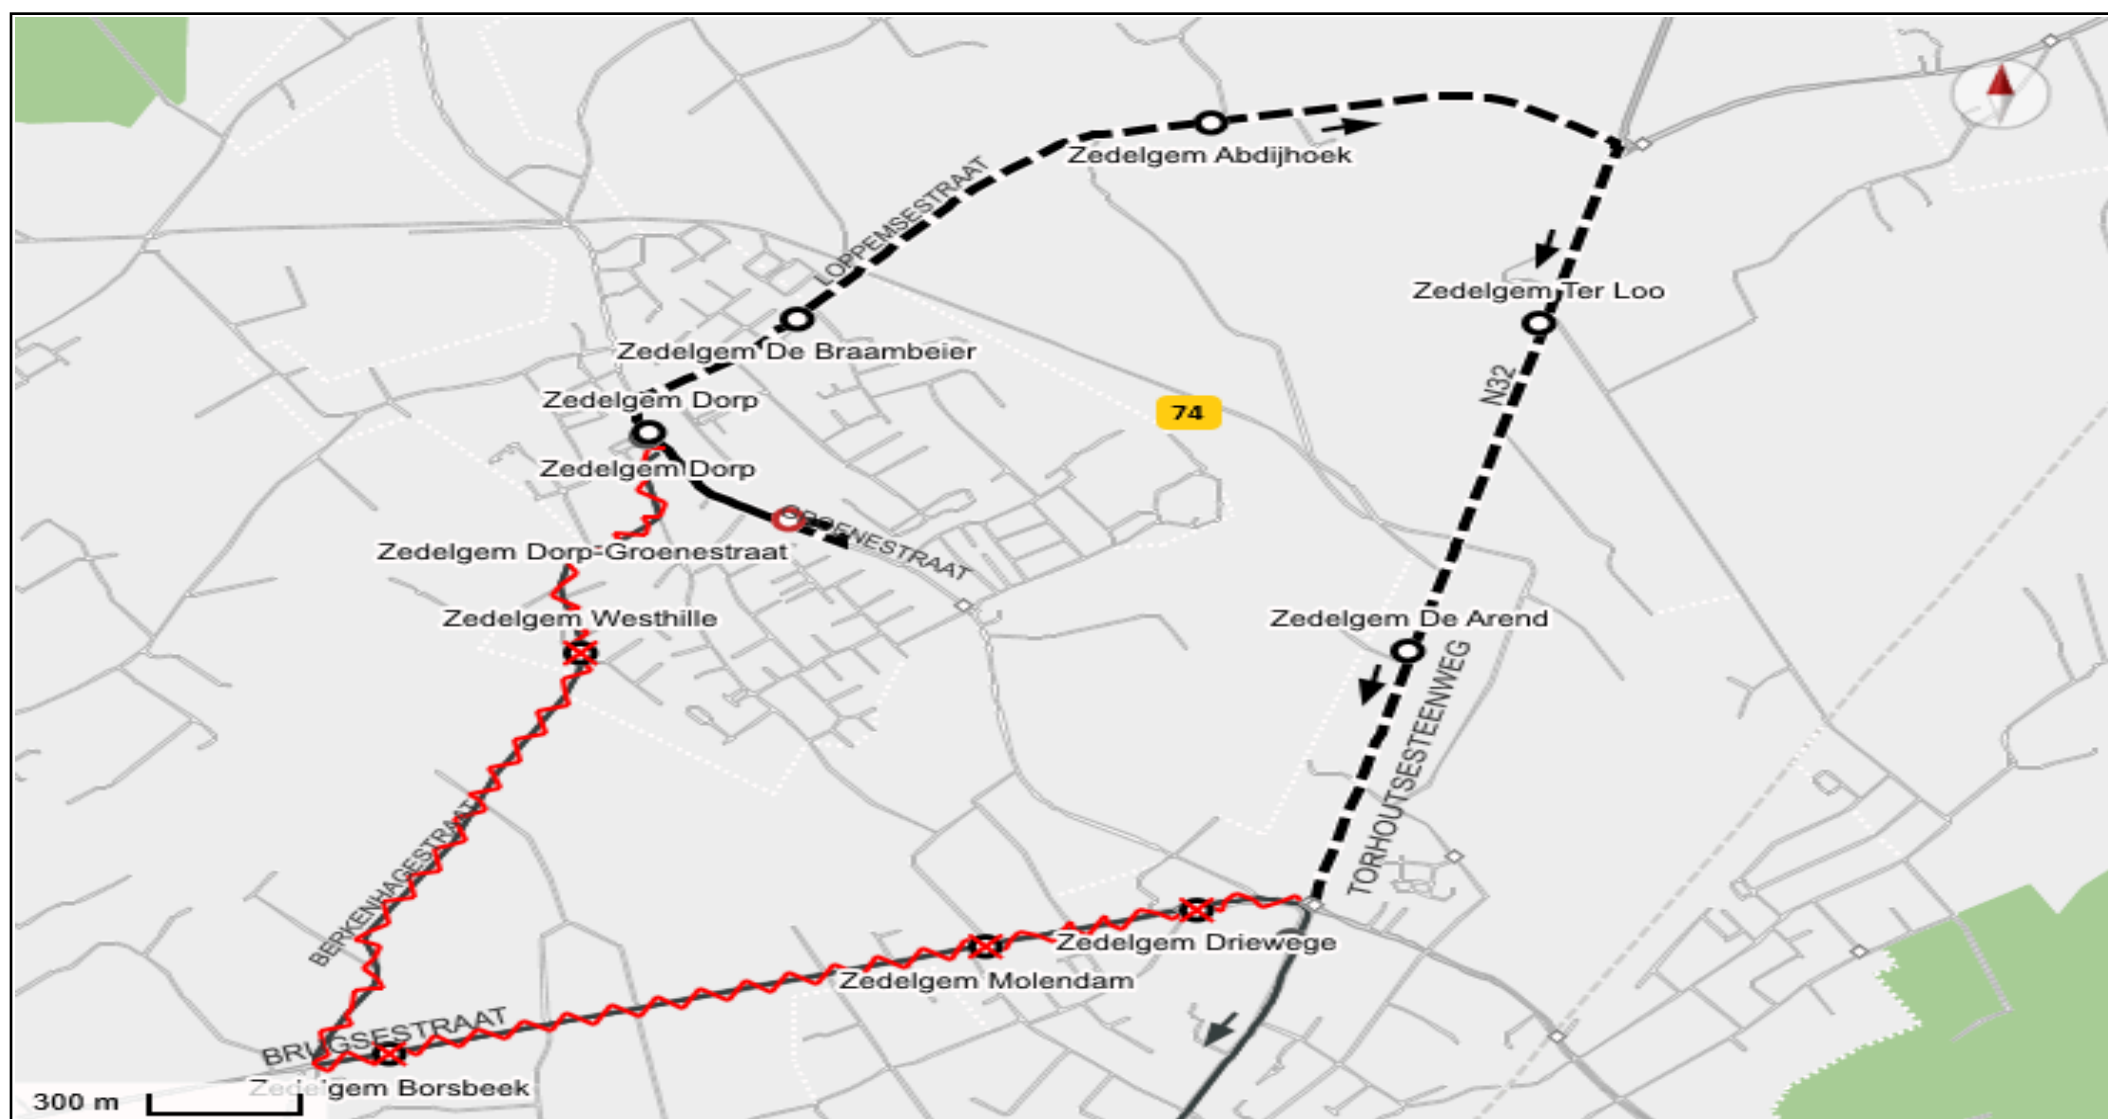 Zedelgem Abdijhoek
LOPPEMSESTRAAT
Zedelgem Ter Loo
Zedelgem De Braambeier
N32
Zedelgem Dorp
74
Zedelgem Dorp
GROENESTRAAT
Zedelgem Dorp-Groenestraat
Zedelgem Westhille
Zedelgem De Arend
TORHOUTSESTEENWEG
BERKENHAGESTRAAT
Zedelgem Driewege
Zedelgem Molendam
BRUGSESTRAAT
Zedelgem Borsbeek
300 m